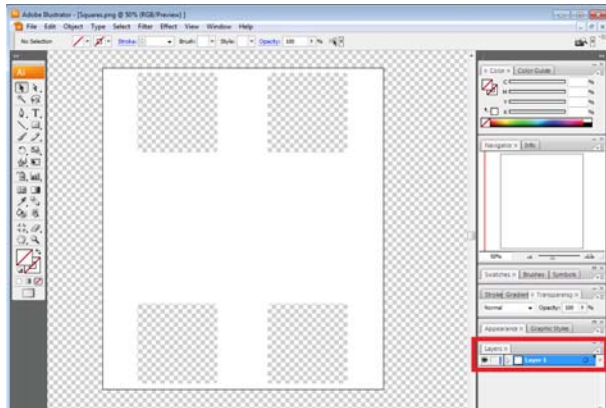 Adobe Illustrator - [Squares.png @ 50% (RGB/Preview)]
File Edit Object Type Select Filter Effect View Window Help
No Selection Stroke: Brush: Style: Opacity: 100 %
Ai
Color Color Guide
C %
M %
Y %
K %
Navigator Info
50%
Swatches Brushes Symbols
Stroke Gradient Transparency
Normal Opacity: 100 %
Appearance Graphic Styles
Layers
Layer 1